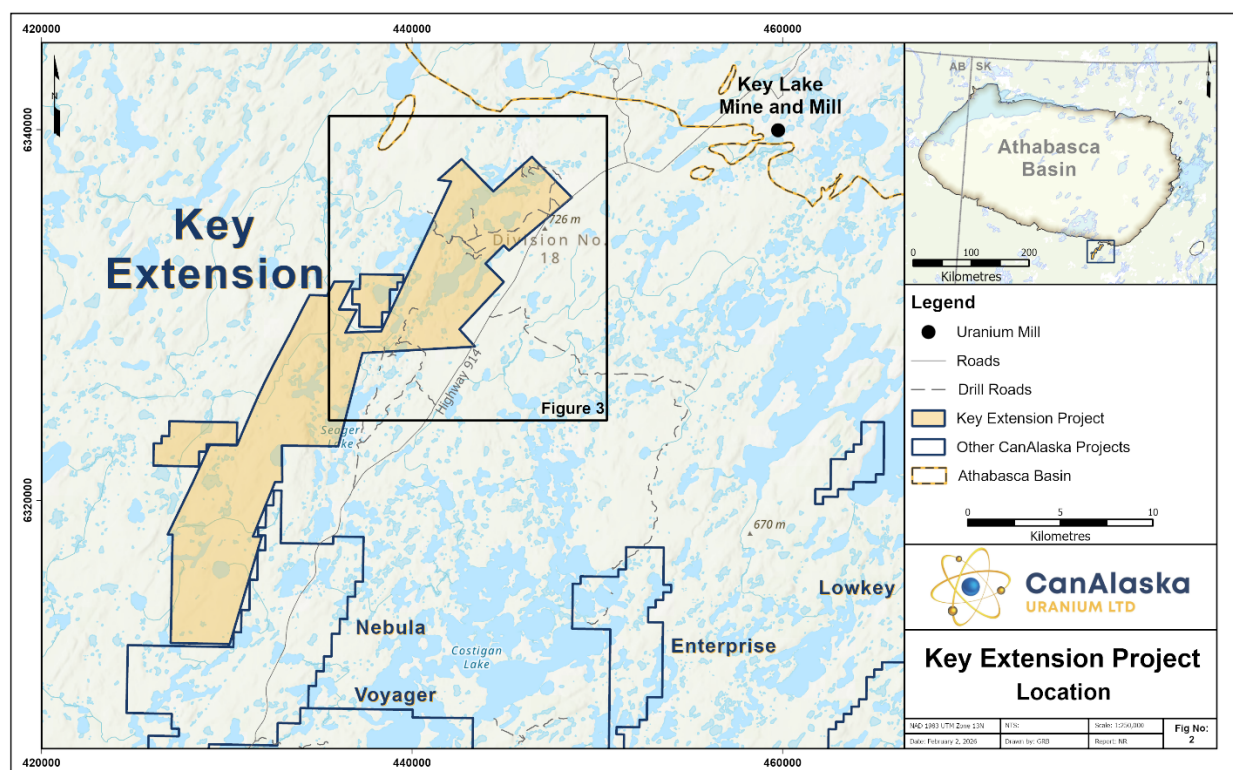 420000
440000
460000
6340000
6320000
N
Key Lake
Mine and Mill
Key
Extension
726 m
Division No.
18
Highway 914
Figure 3
Seager
Lake
670 m
Lowkey
Nebula
Enterprise
Costigan
Lake
Voyager
420000
440000
460000
AB
SK
Athabasca
Basin
0 50 100 200
Kilometres
Legend
Uranium Mill
Roads
Drill Roads
Key Extension Project
Other CanAlaska Projects
Athabasca Basin
0 5 10
Kilometres
CanAlaska
URANIUM LTD
Key Extension Project
Location
NAD 1983 UTM Zone 13N
NTS:
Scale: 1:250,000
Fig No:
2
Date: February 2, 2026
Drawn by: GRB
Report: NR